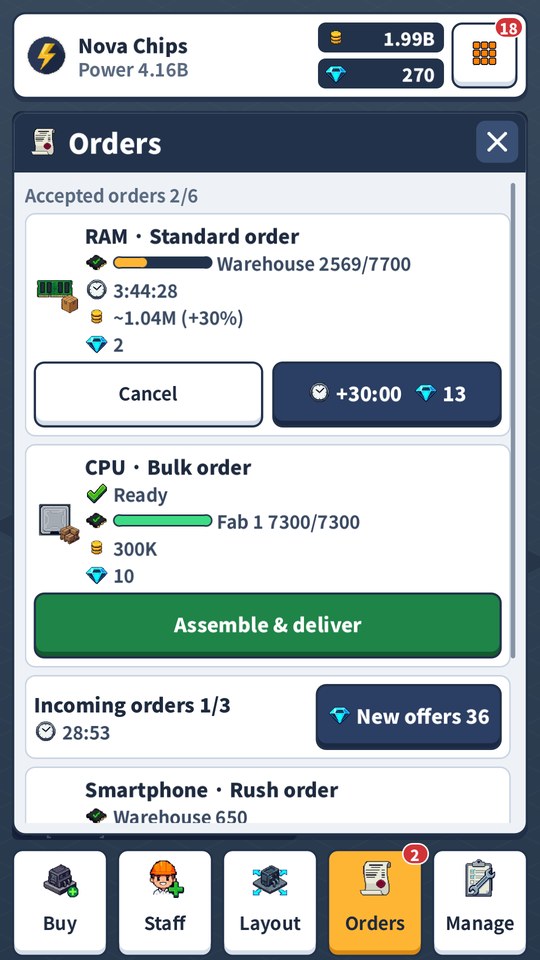 Nova Chips
Power 4.16B
1.99B
270
18
Orders
Accepted orders 2/6
RAM · Standard order
Warehouse 2569/7700
3:44:28
~1.04M (+30%)
2
Cancel
+30:00 13
CPU · Bulk order
Ready
Fab 1 7300/7300
300K
10
Assemble & deliver
Incoming orders 1/3
28:53
New offers 36
Smartphone · Rush order
Warehouse 650
2
Buy
Staff
Layout
Orders
Manage